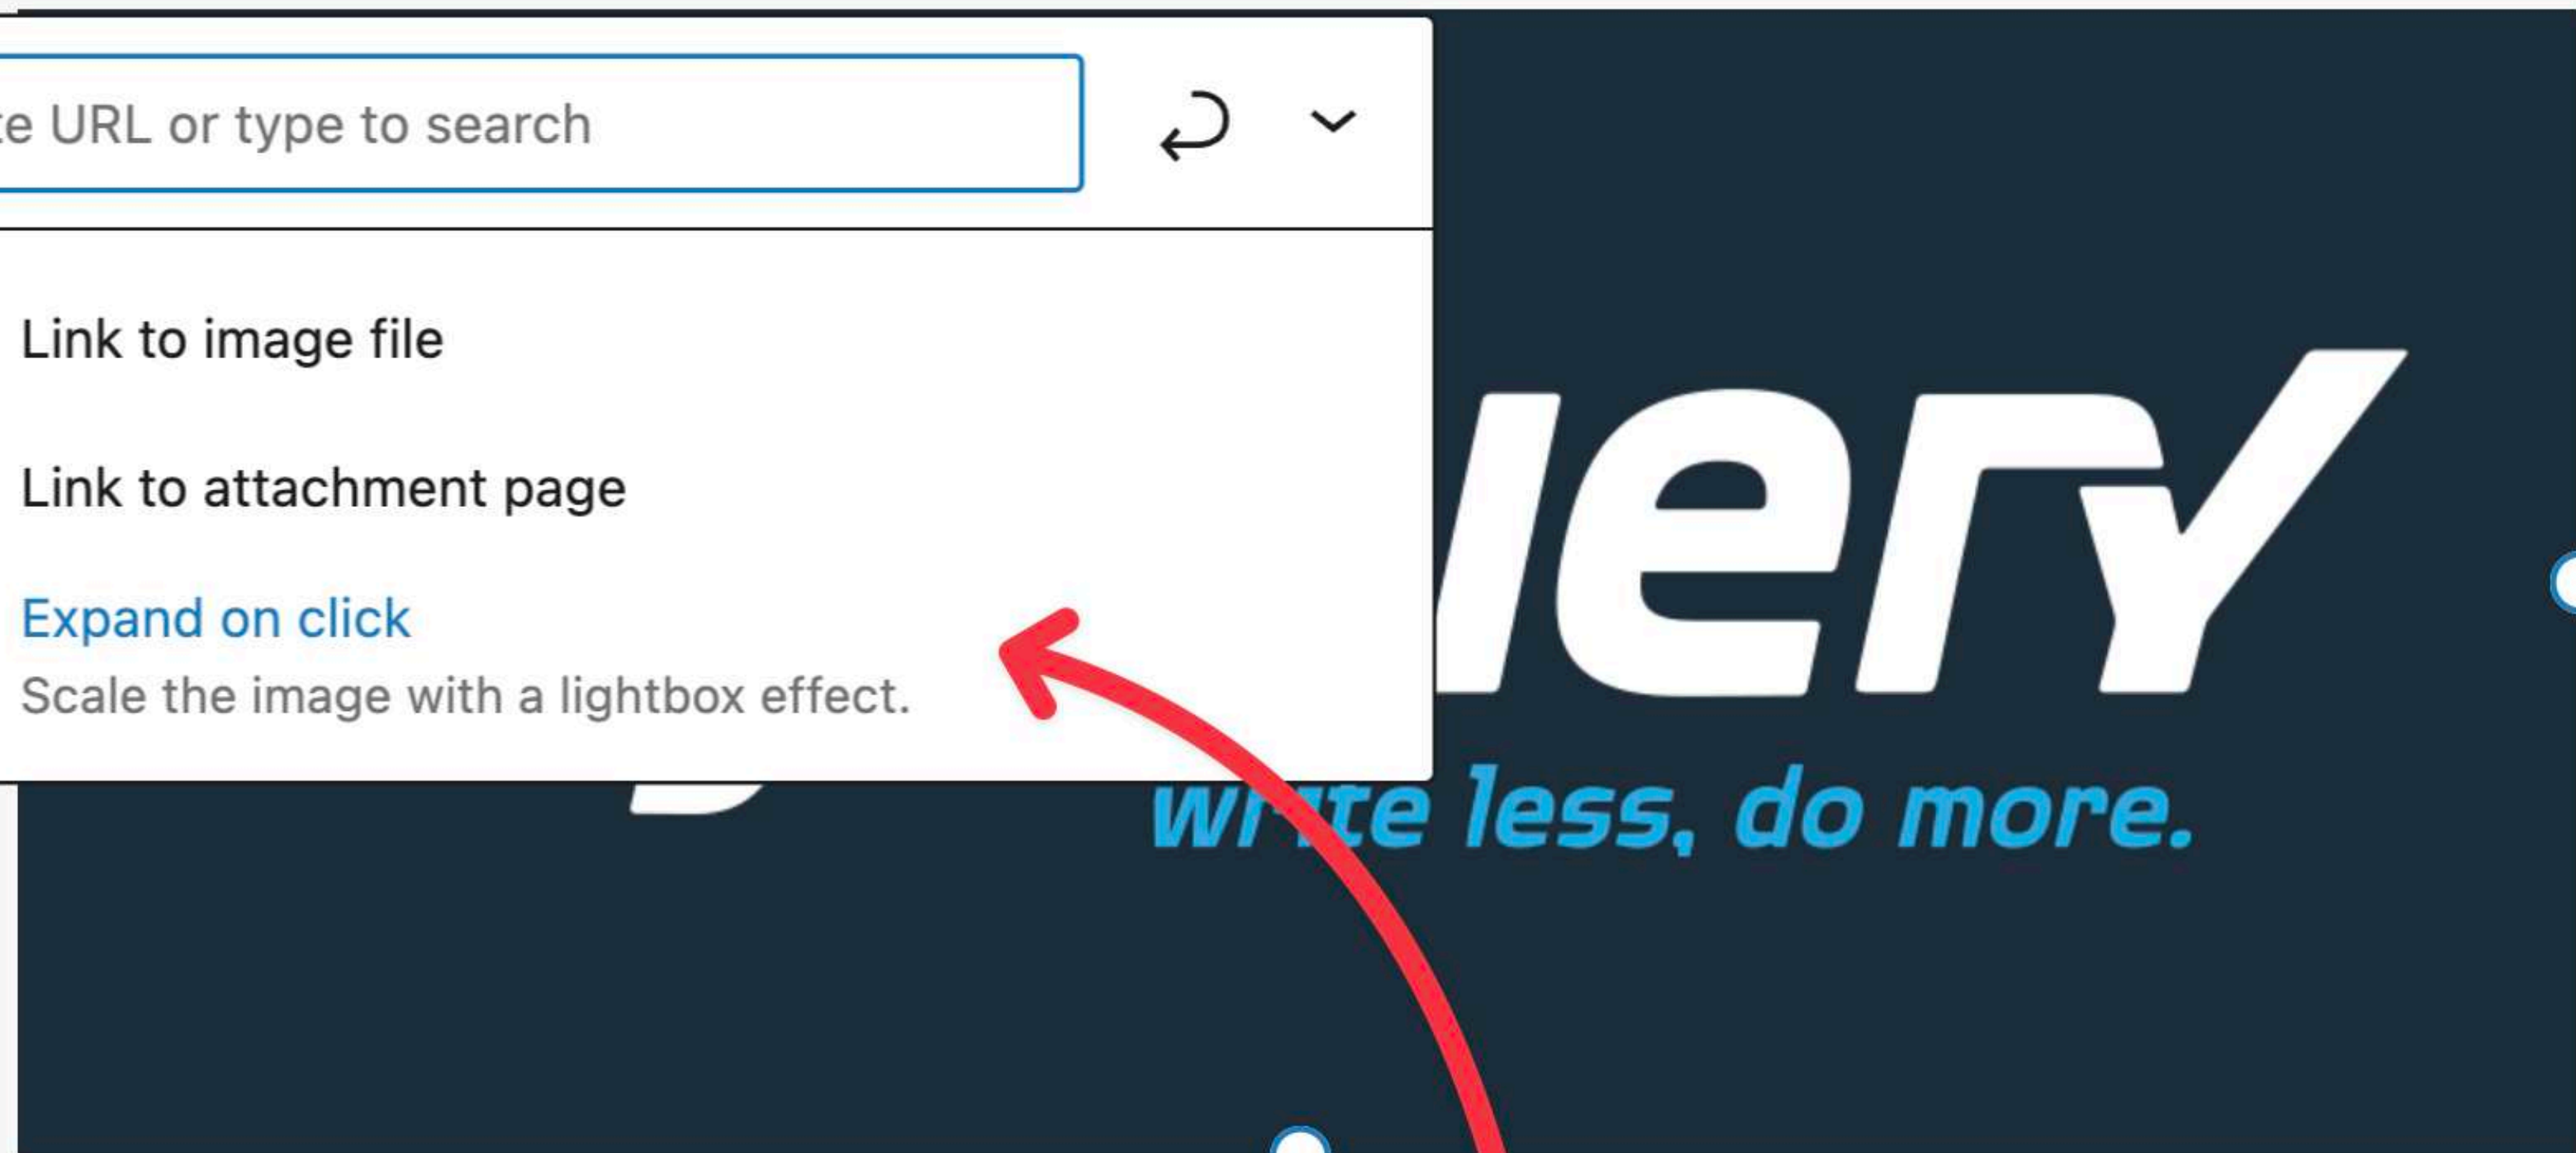 URL or type to search
Link to image file
Link to attachment page
Expand on click
Scale the image with a lightbox effect.
write less, do more.